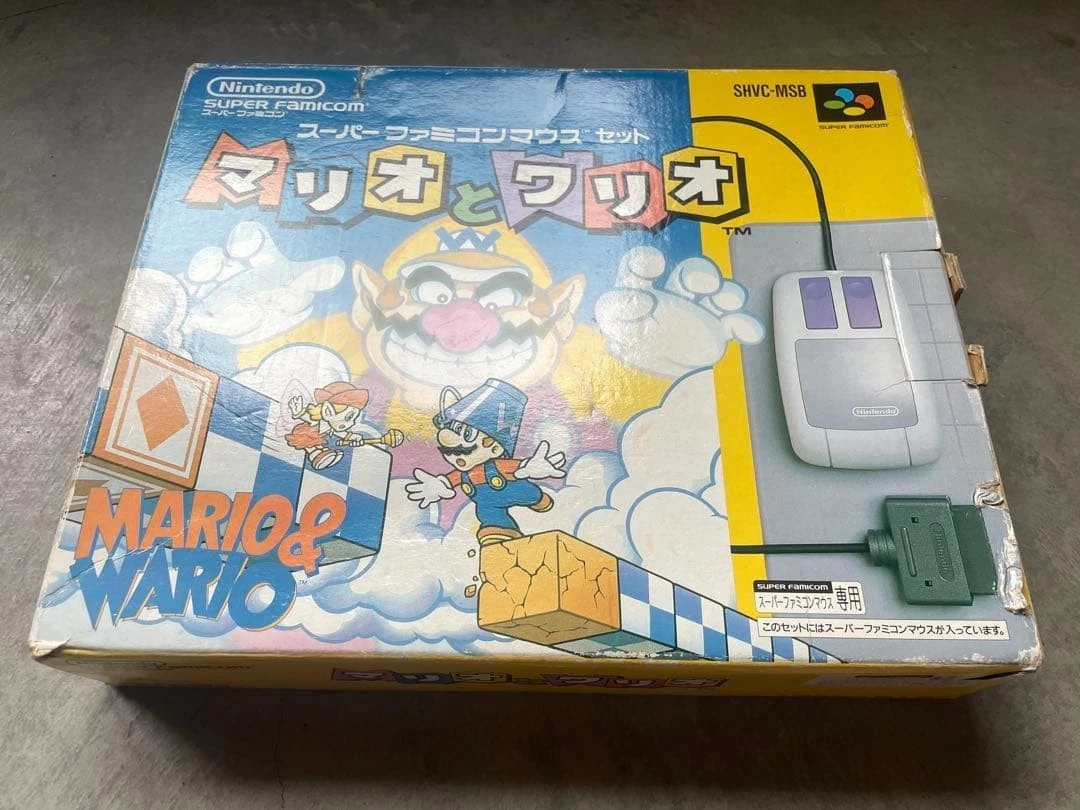 Nintendo
SUPER FAMICOM
スーパーファミコン
SHVC-MSB
SUPER FAMICOM
スーパーファミコンマウス™セット
マリオとワリオ
TM
W
Nintendo
MARIO&
WARIO
TM
Nintendo
SUPER FAMICOM
スーパーファミコンマウス専用
このセットにはスーパーファミコンマウスが入っています。
マリオとワリオ